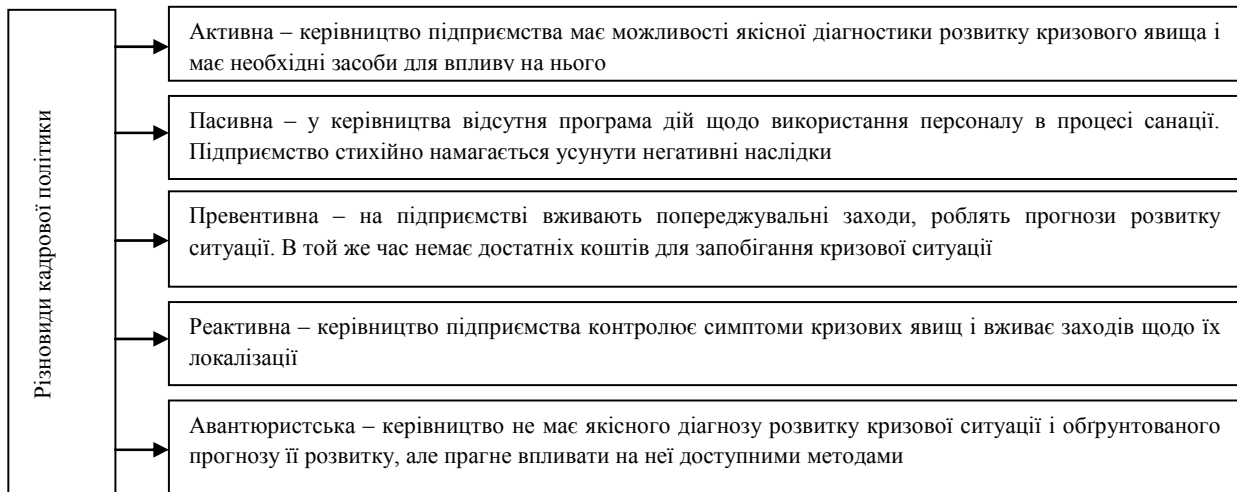 Різновиди кадрової політики
Активна – керівництво підприємства має можливості якісної діагностики розвитку кризового явища і
має необхідні засоби для впливу на нього
Пасивна – у керівництва відсутня програма дій щодо використання персоналу в процесі санації.
Підприємство стихійно намагається усунути негативні наслідки
Превентивна – на підприємстві вживають попереджувальні заходи, роблять прогнози розвитку
ситуації. В той же час немає достатніх коштів для запобігання кризової ситуації
Реактивна – керівництво підприємства контролює симптоми кризових явищ і вживає заходів щодо їх
локалізації
Авантюристська – керівництво не має якісного діагнозу розвитку кризової ситуації і обґрунтованого
прогнозу її розвитку, але прагне впливати на неї доступними методами